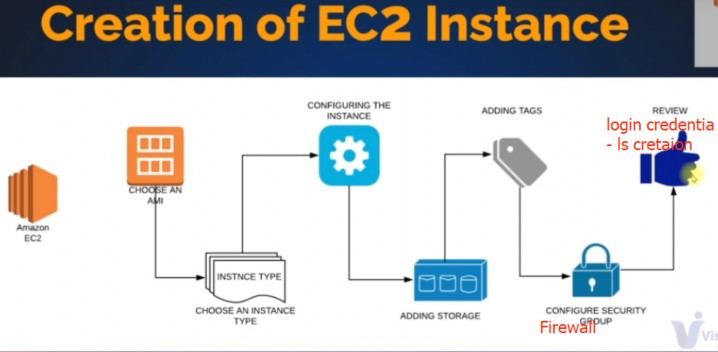 Creation of EC2 Instance
CONFIGURING THE
INSTANCE
ADDING TAGS
REVIEW
login credentia
- ls cretaion
CHOOSE AN
AMI
Amazon
EC2
INSTNCE TYPE
CHOOSE AN INSTANCE
TYPE
ADDING STORAGE
CONFIGURE SECURITY
GROUP
Firewall
Vis